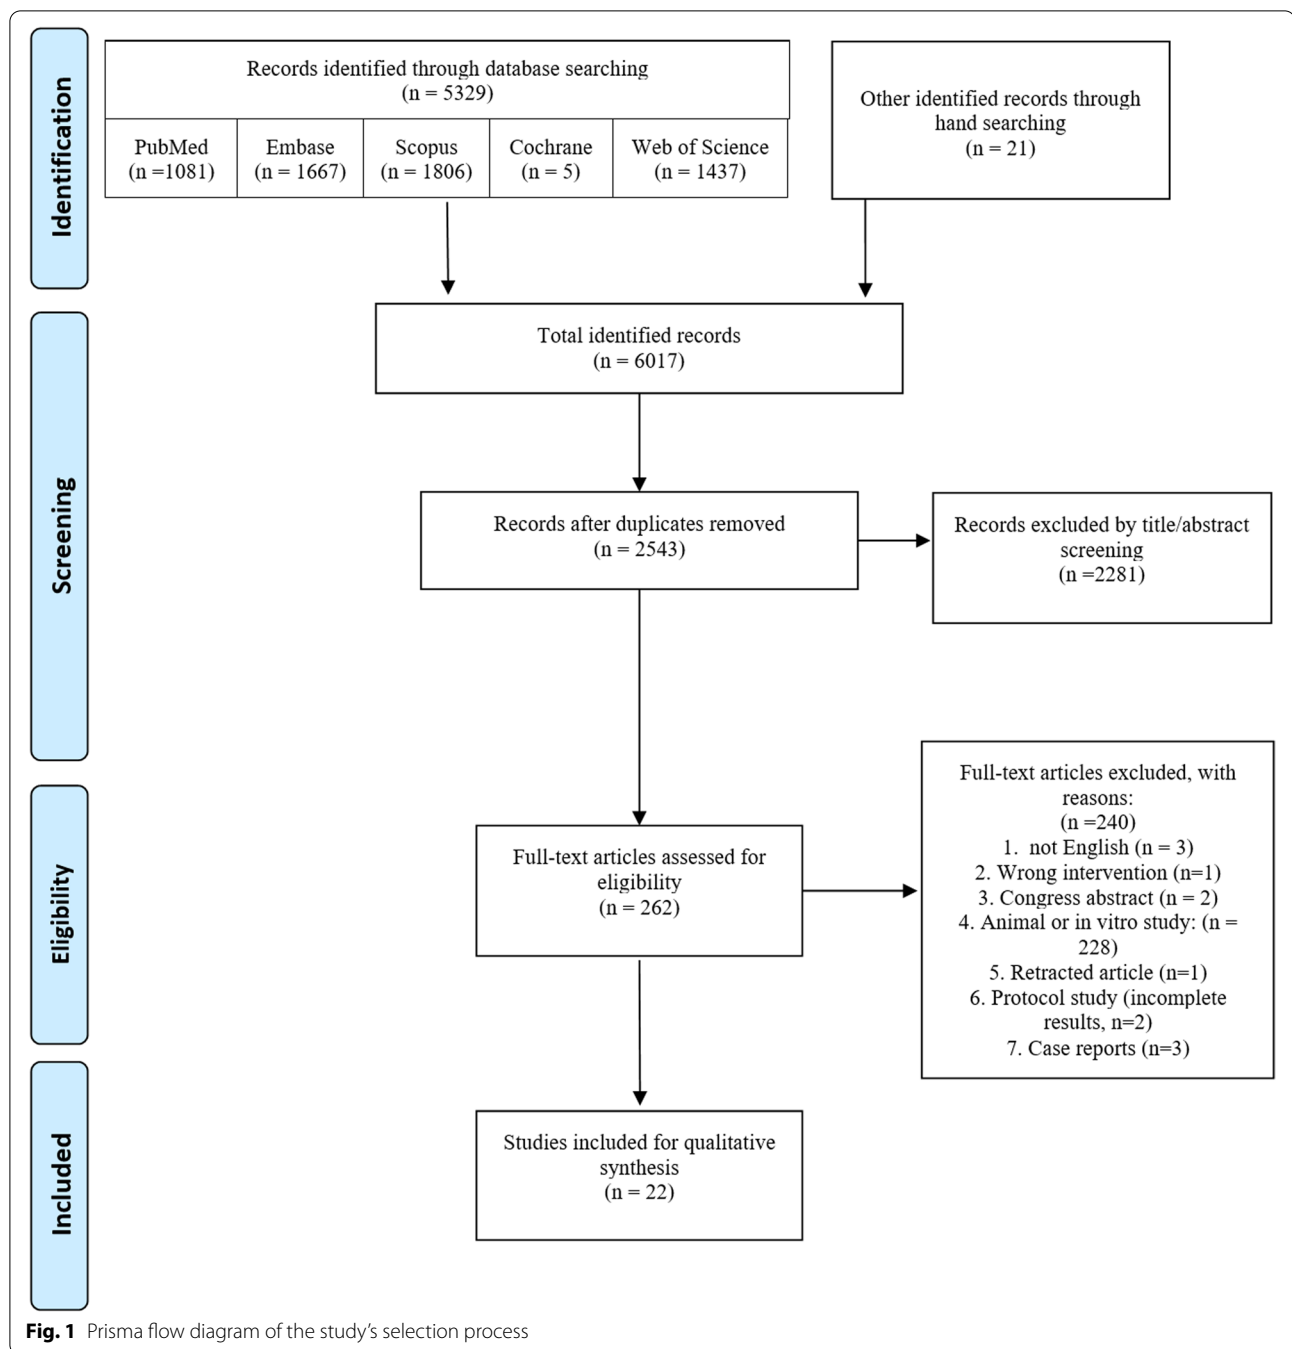 Identification
Records identified through database searching
(n = 5329)
PubMed
(n =1081)
Embase
(n = 1667)
Scopus
(n = 1806)
Cochrane
(n = 5)
Web of Science
(n = 1437)
Other identified records through
hand searching
(n = 21)
Screening
Total identified records
(n = 6017)
Records after duplicates removed
(n = 2543)
Records excluded by title/abstract
screening
(n =2281)
Eligibility
Full-text articles assessed for
eligibility
(n = 262)
Full-text articles excluded, with
reasons:
(n =240)
1. not English (n = 3)
2. Wrong intervention (n=1)
3. Congress abstract (n = 2)
4. Animal or in vitro study: (n =
228)
5. Retracted article (n=1)
6. Protocol study (incomplete
results, n=2)
7. Case reports (n=3)
Included
Studies included for qualitative
synthesis
(n = 22)
Fig. 1 Prisma flow diagram of the study's selection process